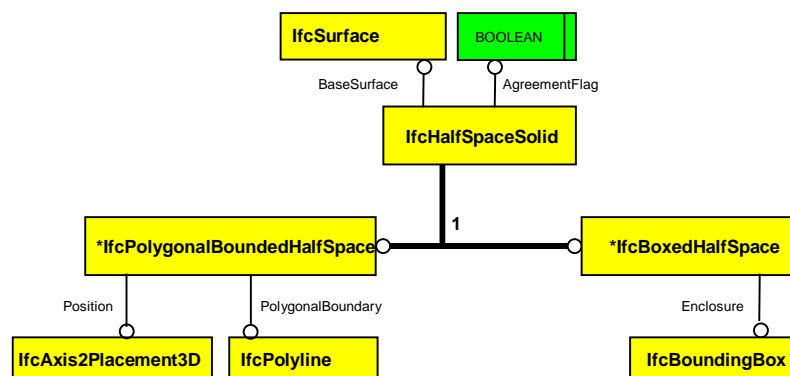 IfcSurface
BOOLEAN
BaseSurface
AgreementFlag
IfcHalfSpaceSolid
1
*IfcPolygonalBoundedHalfSpace
*IfcBoxedHalfSpace
Position
PolygonalBoundary
Enclosure
IfcAxis2Placement3D
IfcPolyline
IfcBoundingBox